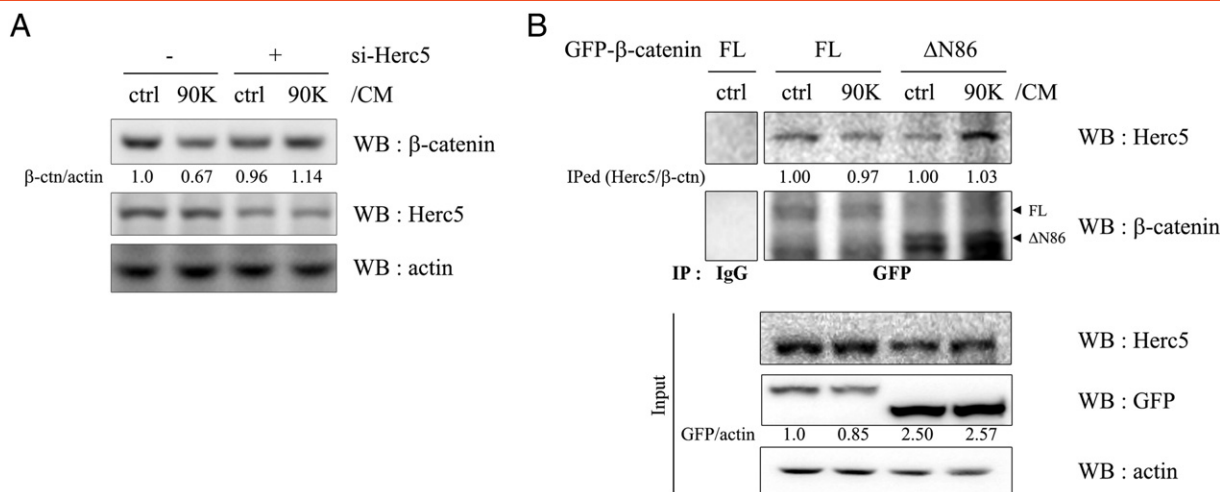 A
- + si-Herc5
ctrl 90K ctrl 90K /CM
WB : β-catenin
β-ctn/actin 1.0 0.67 0.96 1.14
WB : Herc5
WB : actin
B
GFP-β-catenin FL FL ΔN86
ctrl ctrl 90K ctrl 90K /CM
WB : Herc5
IPed (Herc5/β-ctn) 1.00 0.97 1.00 1.03
FL
WB : β-catenin
ΔN86
IP : IgG GFP
Input
WB : Herc5
WB : GFP
GFP/actin 1.0 0.85 2.50 2.57
WB : actin